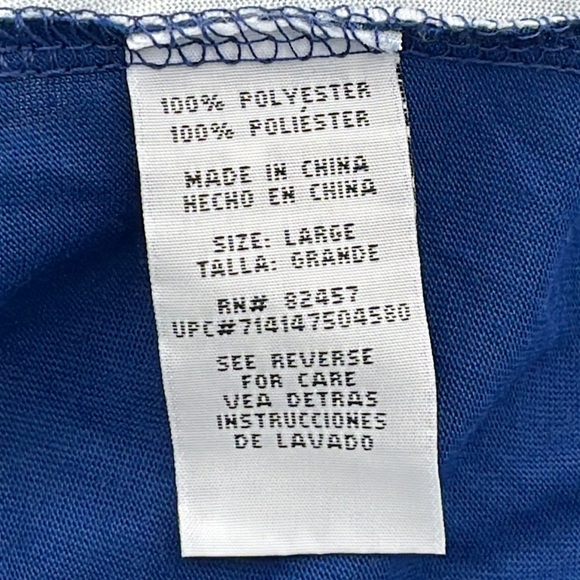 100% POLYESTER
100% POLIÉSTER
MADE IN CHINA
HECHO EN CHINA
SIZE: LARGE
TALLA: GRANDE
RN# 82457
UPC#714147504580
SEE REVERSE
FOR CARE
VEA DETRAS
INSTRUCCIONES
DE LAVADO